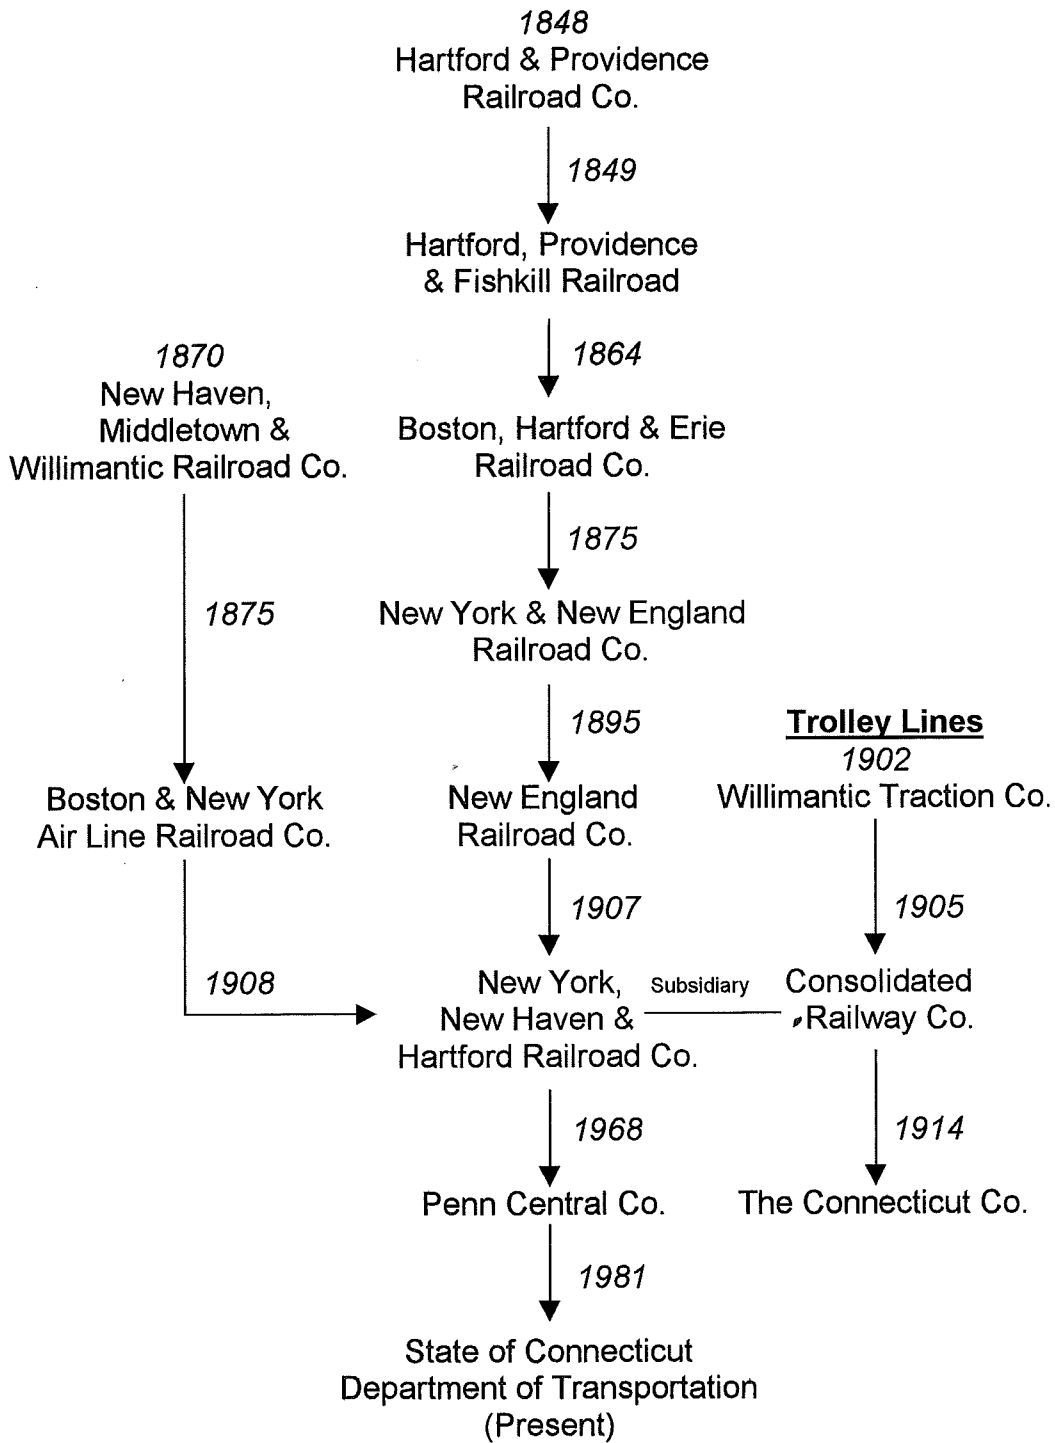 1848
Hartford & Providence
Railroad Co.
1849
Hartford, Providence
& Fishkill Railroad
1864
1870
New Haven,
Middletown &
Willimantic Railroad Co.
Boston, Hartford & Erie
Railroad Co.
1875
1875
New York & New England
Railroad Co.
1895
Trolley Lines
1902
Willimantic Traction Co.
Boston & New York
Air Line Railroad Co.
New England
Railroad Co.
1907
1905
1908
New York,
New Haven &
Hartford Railroad Co.
Subsidiary
Consolidated
Railway Co.
1968
1914
Penn Central Co.
The Connecticut Co.
1981
State of Connecticut
Department of Transportation
(Present)